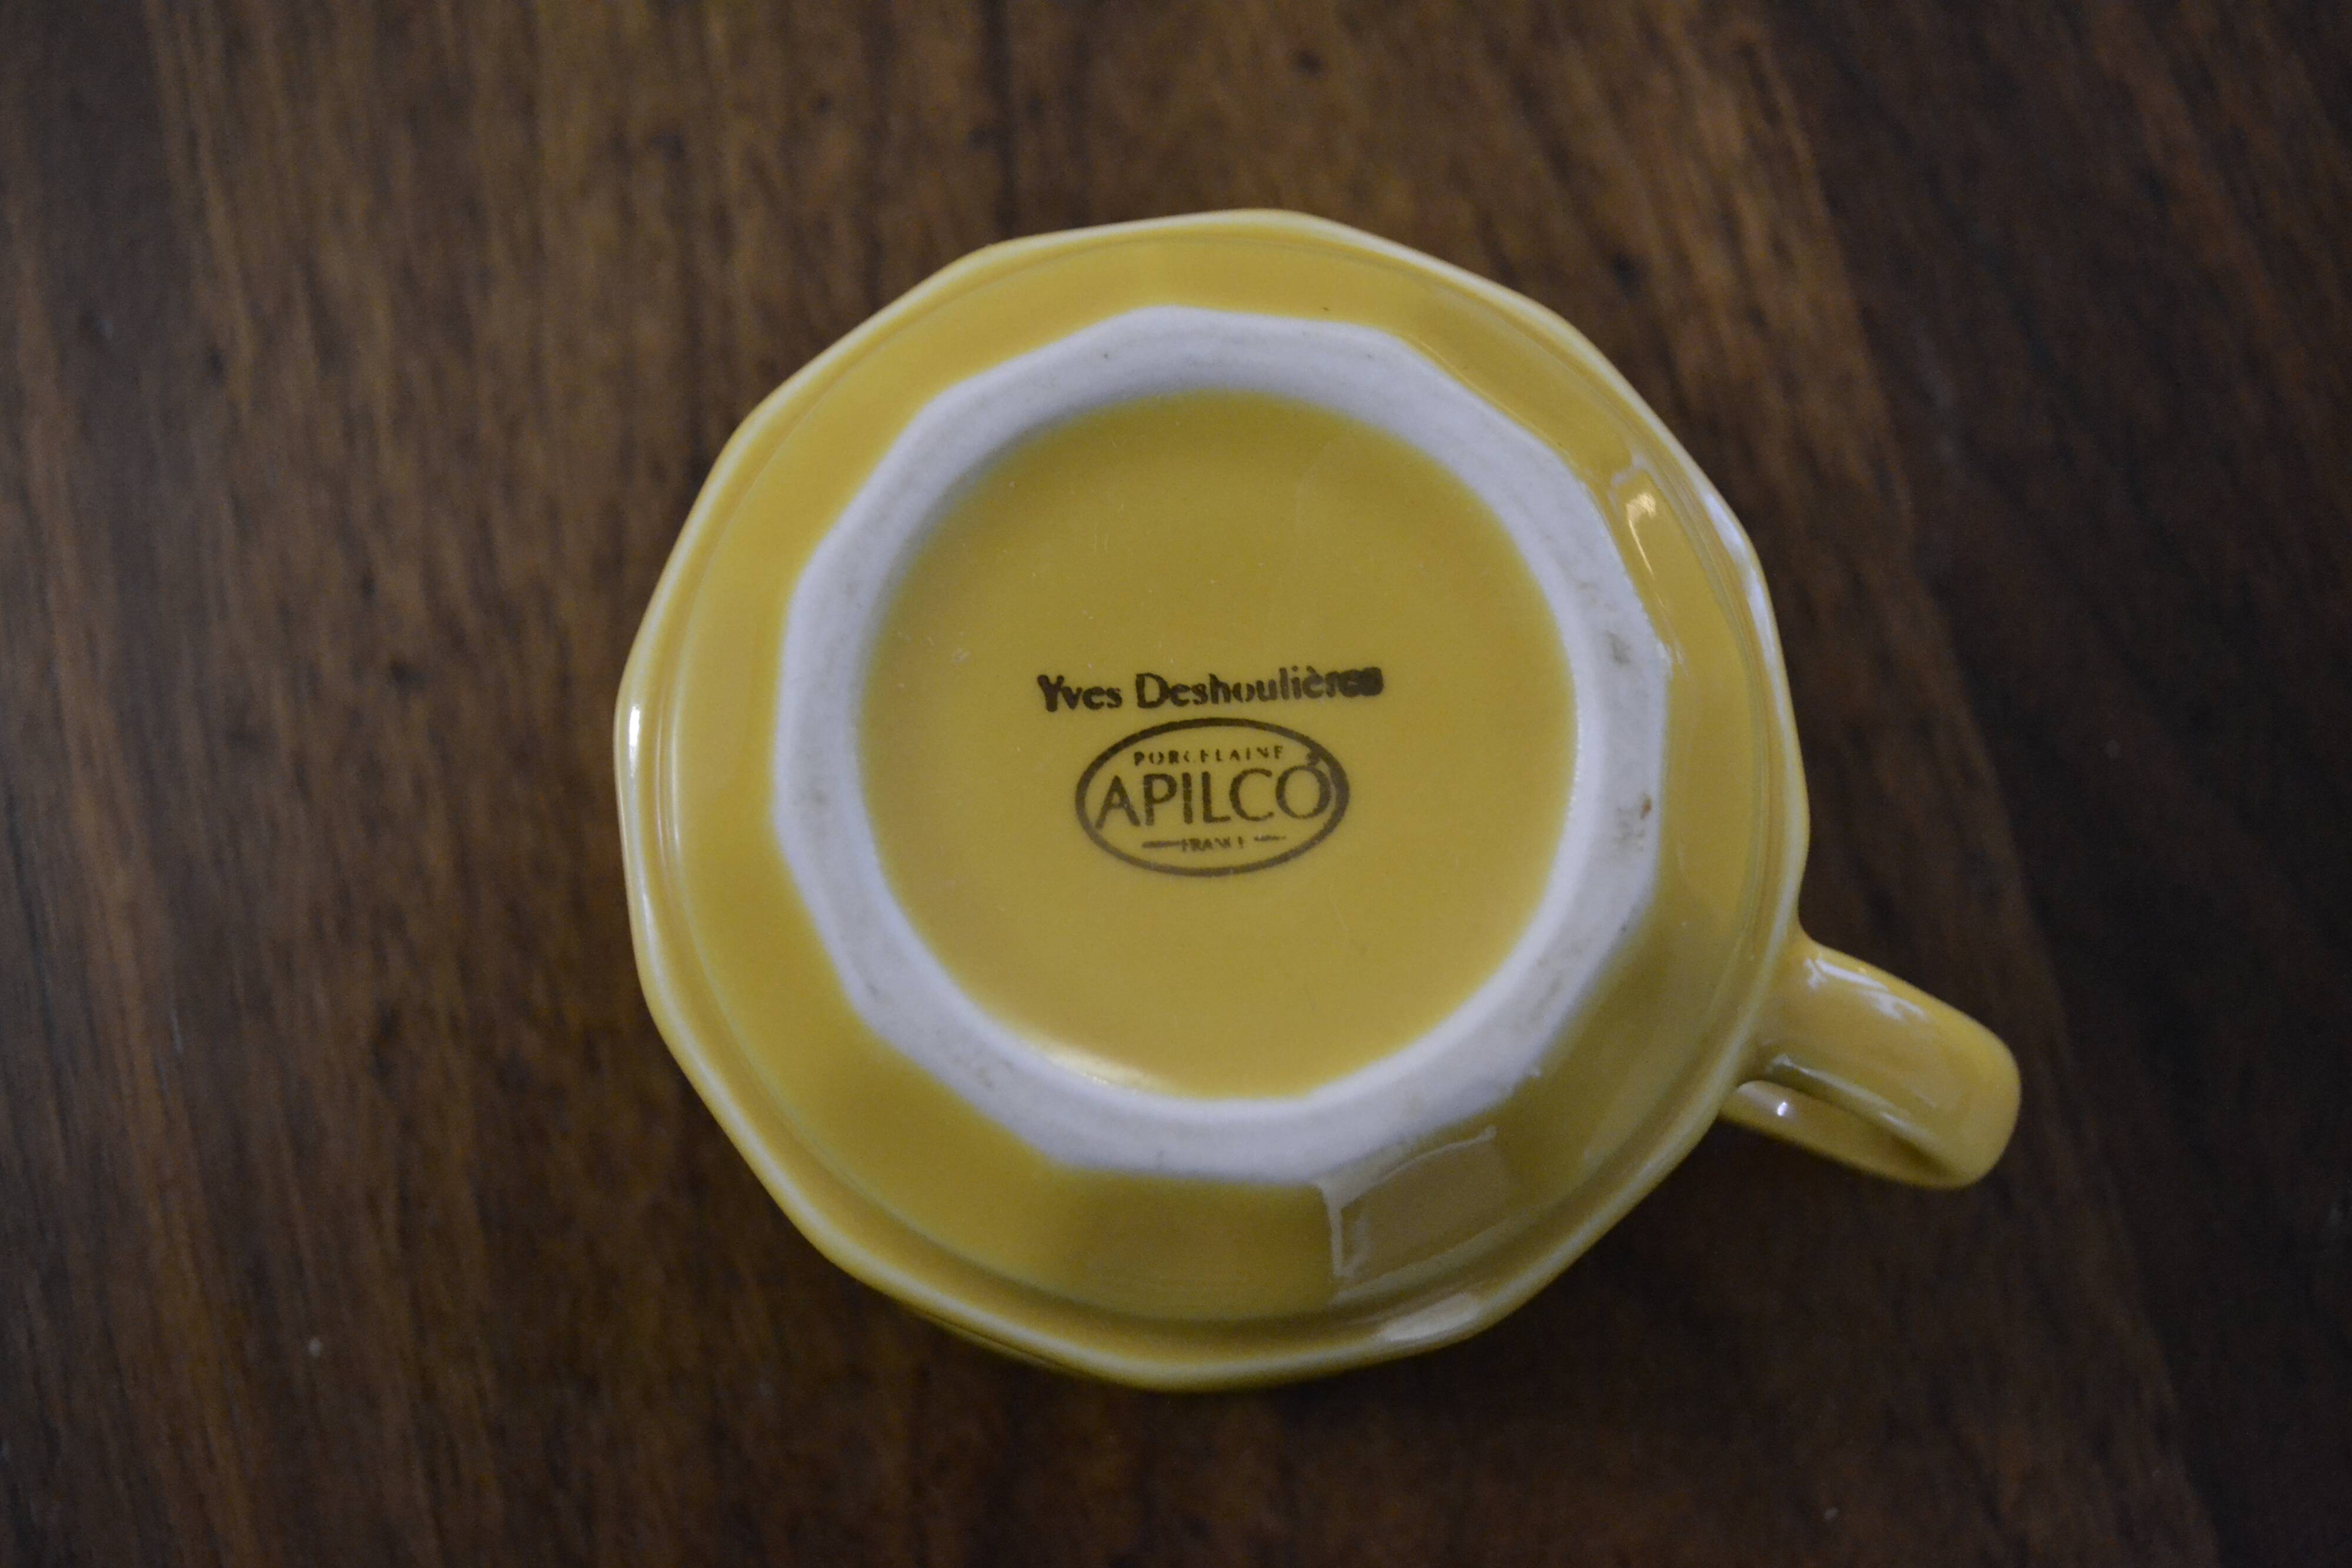 Yves Deshoulières
PORCELAINE
APILCO
FRANCE